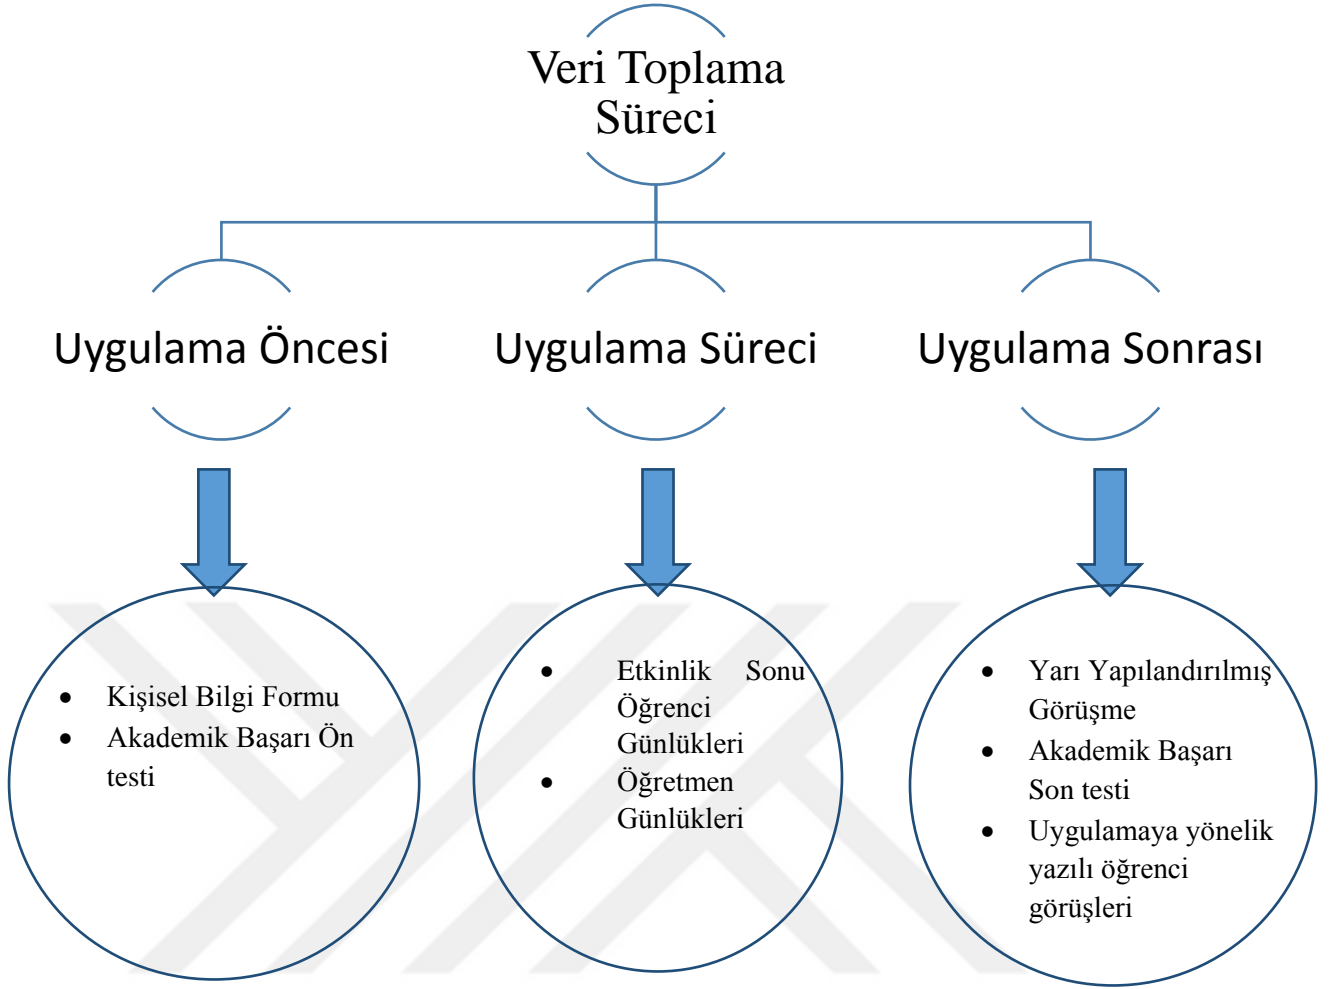 Veri Toplama
Süreci
Uygulama Öncesi
Uygulama Süreci
Uygulama Sonrası
• Kişisel Bilgi Formu
• Akademik Başarı Ön
testi
• Etkinlik Sonu
Öğrenci
Günlükleri
• Öğretmen
Günlükleri
• Yarı Yapılandırılmış
Görüşme
• Akademik Başarı
Son testi
• Uygulamaya yönelik
yazılı öğrenci
görüşleri